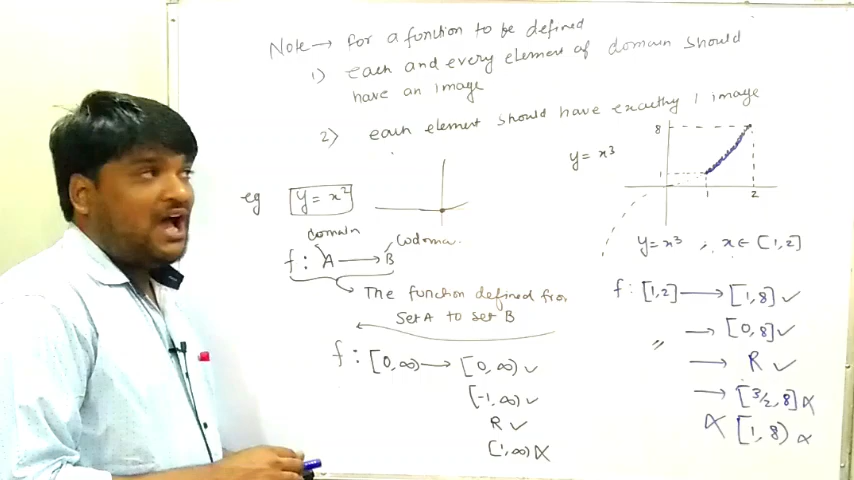 Note → for a function to be defined
1) each and every element of domain should
have an image
2) each element should have exactly 1 image
eg y = x²
domain
codoma.
f : A → B
The function defined from
Set A to set B
f : [0, ∞) → [0, ∞) ✓
[-1, ∞) ✓
R ✓
(1, ∞) ✗
y = x³
8
1
1 2
y = x³ ; x ∈ [1, 2]
f : [1, 2] → [1, 8] ✓
→ [0, 8] ✓
" → R ✓
→ [3/2, 8] ✗
✗ [1, 8) ✗